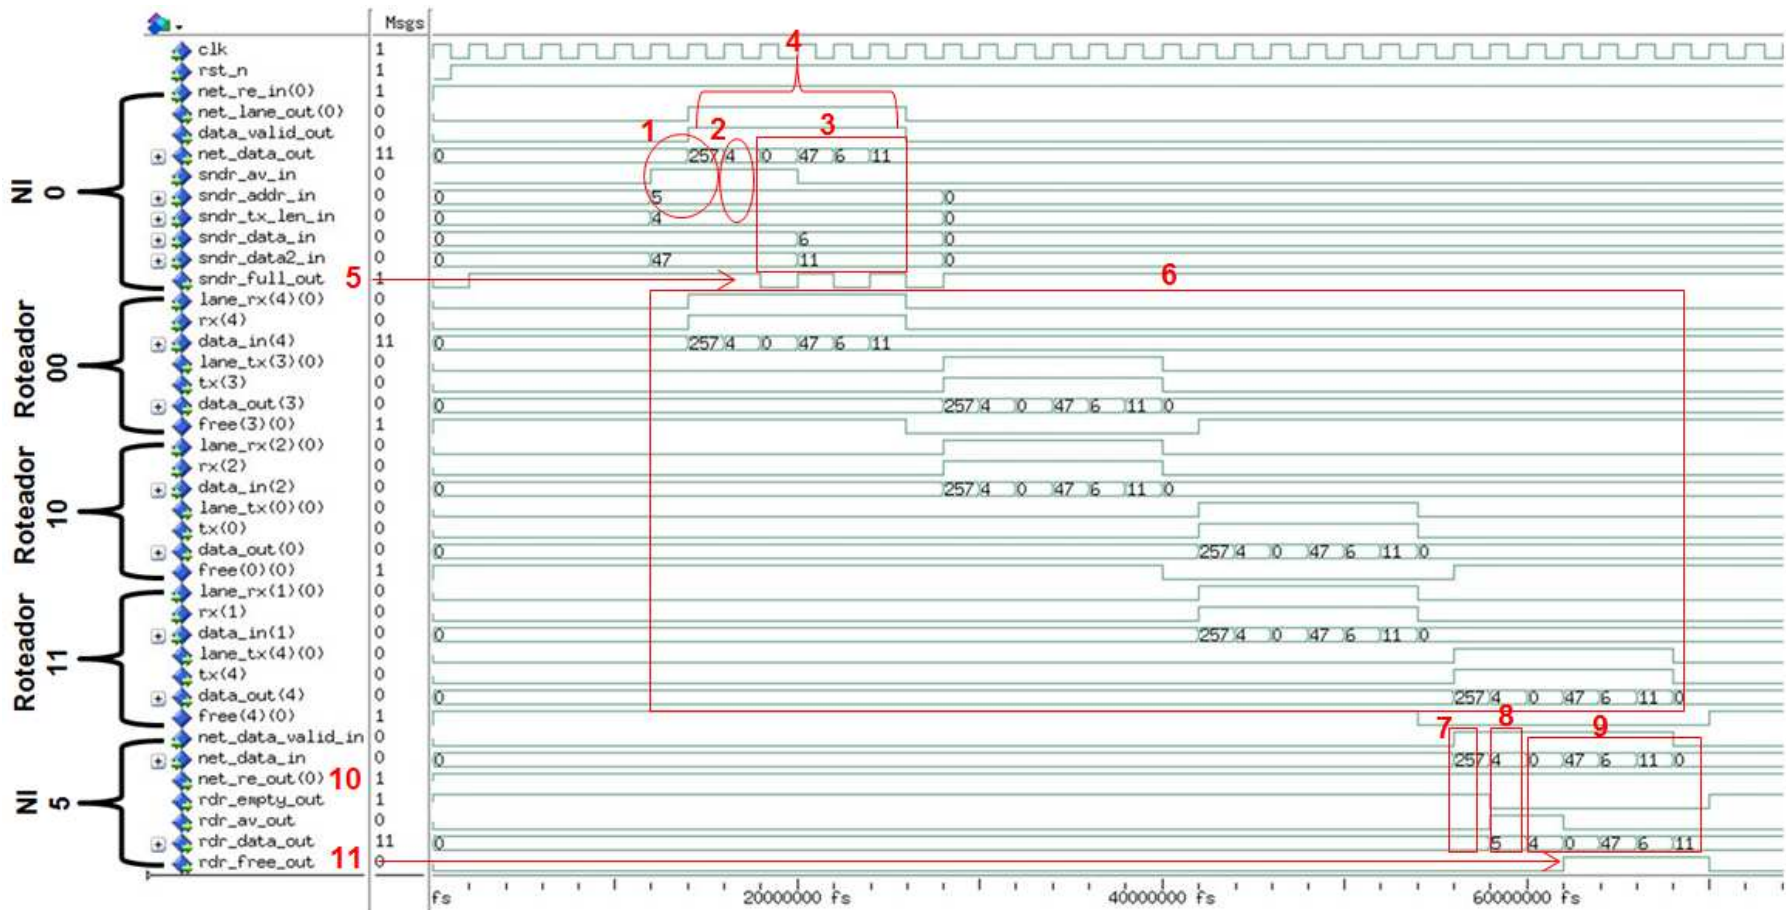 Msgs
clk 1 4
rst_n 1
net_re_in(0) 1
net_lane_out(0) 0
data_valid_out 0 1 2 3
net_data_out 11 0 257 4 0 47 6 11
sndr_av_in 0
sndr_addr_in 0 0 5 0
sndr_tx_len_in 0 0 4 0
sndr_data_in 0 0 6 0
sndr_data2_in 0 0 47 11 0
sndr_full_out 5 1 6
NI 0
lane_rx(4)(0) 0
rx(4) 0
data_in(4) 11 0 257 4 0 47 6 11
lane_tx(3)(0) 0
tx(3) 0
data_out(3) 0 0 257 4 0 47 6 11 0
free(3)(0) 1
Roteador 00
lane_rx(2)(0) 0
rx(2) 0
data_in(2) 0 0 257 4 0 47 6 11 0
lane_tx(0)(0) 0
tx(0) 0
data_out(0) 0 0 257 4 0 47 6 11 0
free(0)(0) 1
Roteador 10
lane_rx(1)(0) 0
rx(1) 0
data_in(1) 0 0 257 4 0 47 6 11 0
lane_tx(4)(0) 0
tx(4) 0
data_out(4) 0 0 257 4 0 47 6 11 0
free(4)(0) 1 7 8 9
Roteador 11
net_data_valid_in 0
net_data_in 0 0 257 4 0 47 6 11 0
net_re_out(0) 10 1
rdr_empty_out 1
rdr_av_out 0
rdr_data_out 11 0 5 4 0 47 6 11
rdr_free_out 11 0
NI 5
fs 20000000 fs 40000000 fs 60000000 fs